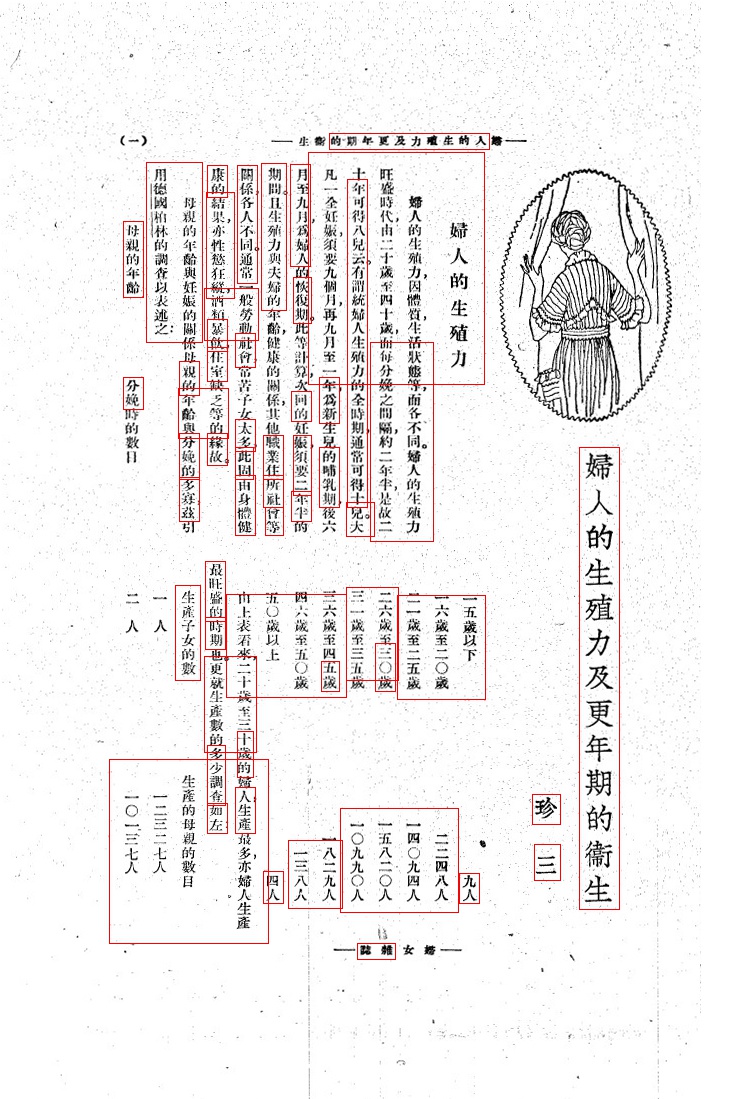 婦人的生殖力及更年期的衞生
（一）
婦人的生殖力及更年期的衞生
珍三
婦人的生殖力
婦人的生殖力，因體質，生活狀態等，而各不同。婦人的生殖力
旺盛時代，由二十歲至四十歲，而每分娩之間隔，約二年半，是故二
十年可得八兒云。有謂統婦人生殖力的全時期，通常可得十兒。大
凡一全妊娠須要九個月，再九月至一年，爲新生兒的哺乳期，後六
月至九月，爲婦人的恢復期。此等計算次回的妊娠，須要二年半的
期間。且生殖力與夫婦的年齡健康的關係，其他職業住所社會等
關係，各人不同。通常一般勞動社會，常苦子女太多，此固由身體健
康的結果，亦性慾狂縱，酒精暴飲，住室缺乏等的緣故。
母親的年齡與妊娠的關係，母親的年齡與分娩的多寡，茲引
用德國柏林的調查以表述之：
母親的年齡
分娩時的數目
一五歲以下
九人
一六歲至二〇歲
二二四八人
二一歲至二五歲
一四〇九四人
二六歲至三〇歲
一五八二〇人
三一歲至三五歲
一〇九九〇人
三六歲至四五歲
一八二九人
四六歲至五〇歲
一三八人
五〇歲以上
四人
由上表看來，二十歲至三十歲的婦人，生產最多，亦婦人生產
最旺盛的時期也。更就生產數的多少，調查如左：
生產子女的數
生產的母親的數目
一人
一二三二七人
二人
一〇一三七人
婦女雜誌